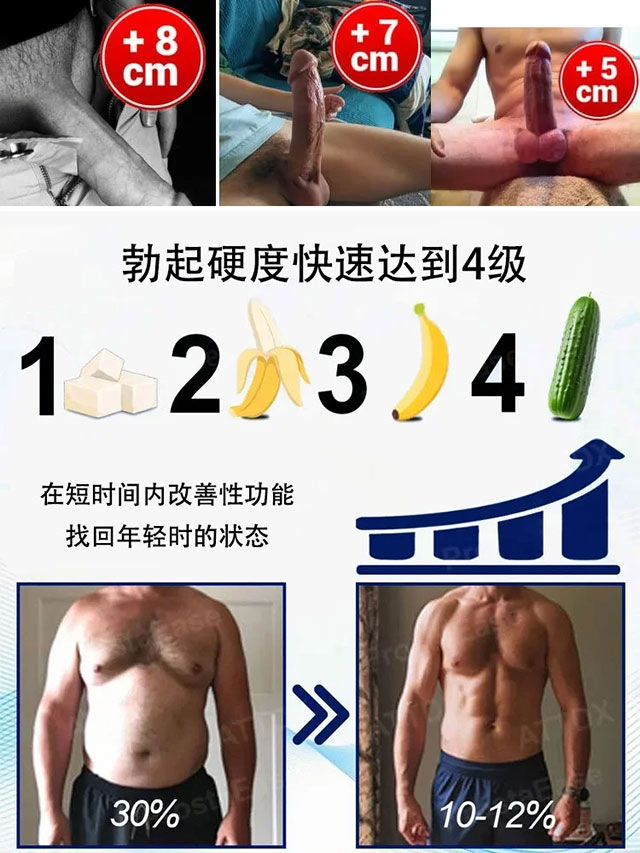 + 8
cm
+ 7
cm
+ 5
cm
勃起硬度快速达到4级
1 2 3 4
在短时间内改善性功能
找回年轻时的状态
30%
10-12%